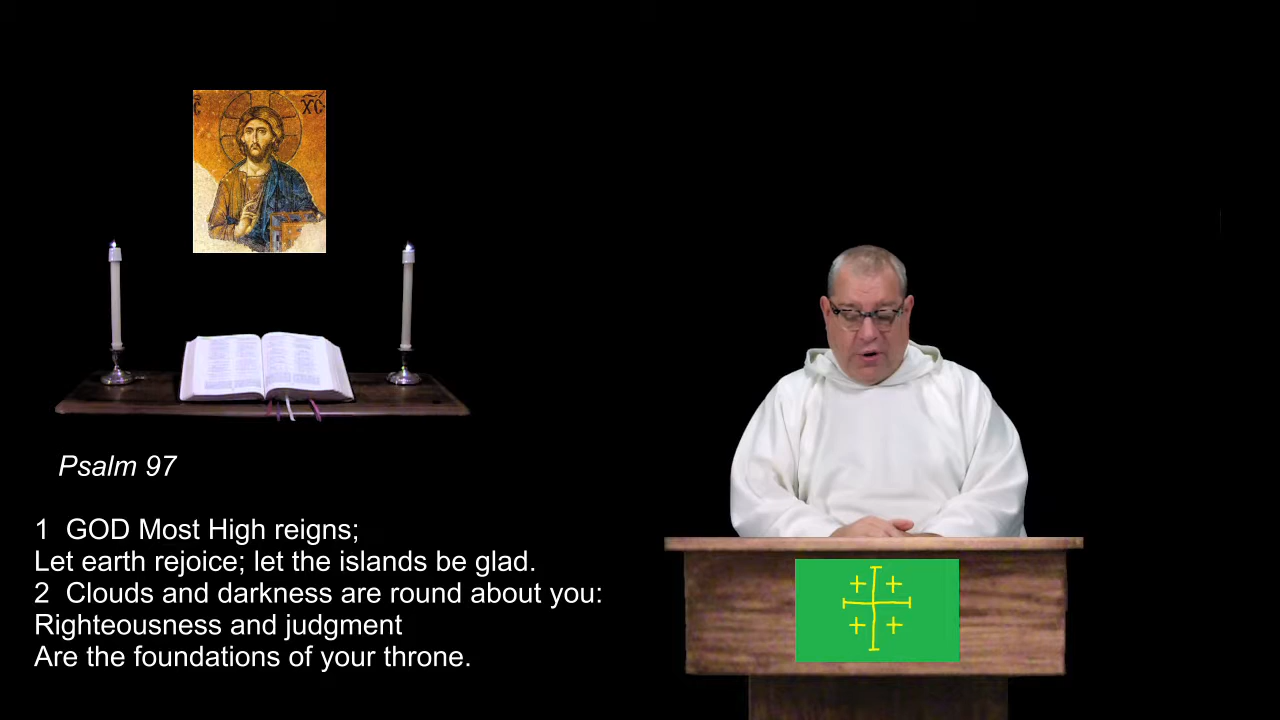 C XC
Psalm 97
1 GOD Most High reigns;
Let earth rejoice; let the islands be glad.
2 Clouds and darkness are round about you:
Righteousness and judgment
Are the foundations of your throne.